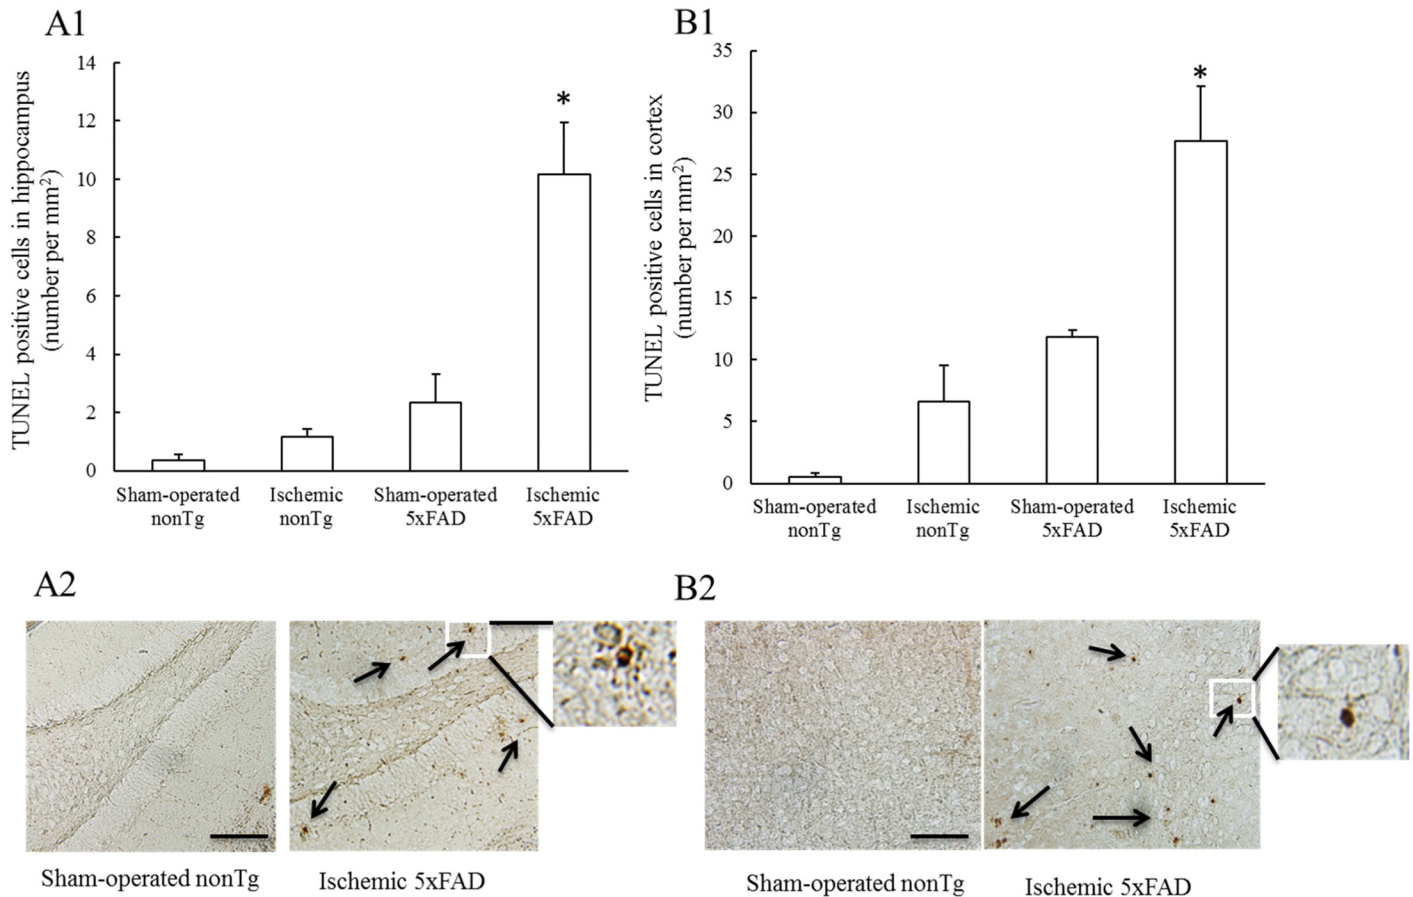 A1
TUNEL positive cells in hippocampus
(number per mm²)
14
12
10
8
6
4
2
0
*
Sham-operated
nonTg
Ischemic
nonTg
Sham-operated
5xFAD
Ischemic
5xFAD
B1
TUNEL positive cells in cortex
(number per mm²)
35
30
25
20
15
10
5
0
*
Sham-operated
nonTg
Ischemic
nonTg
Sham-operated
5xFAD
Ischemic
5xFAD
A2
Sham-operated nonTg
Ischemic 5xFAD
B2
Sham-operated nonTg
Ischemic 5xFAD